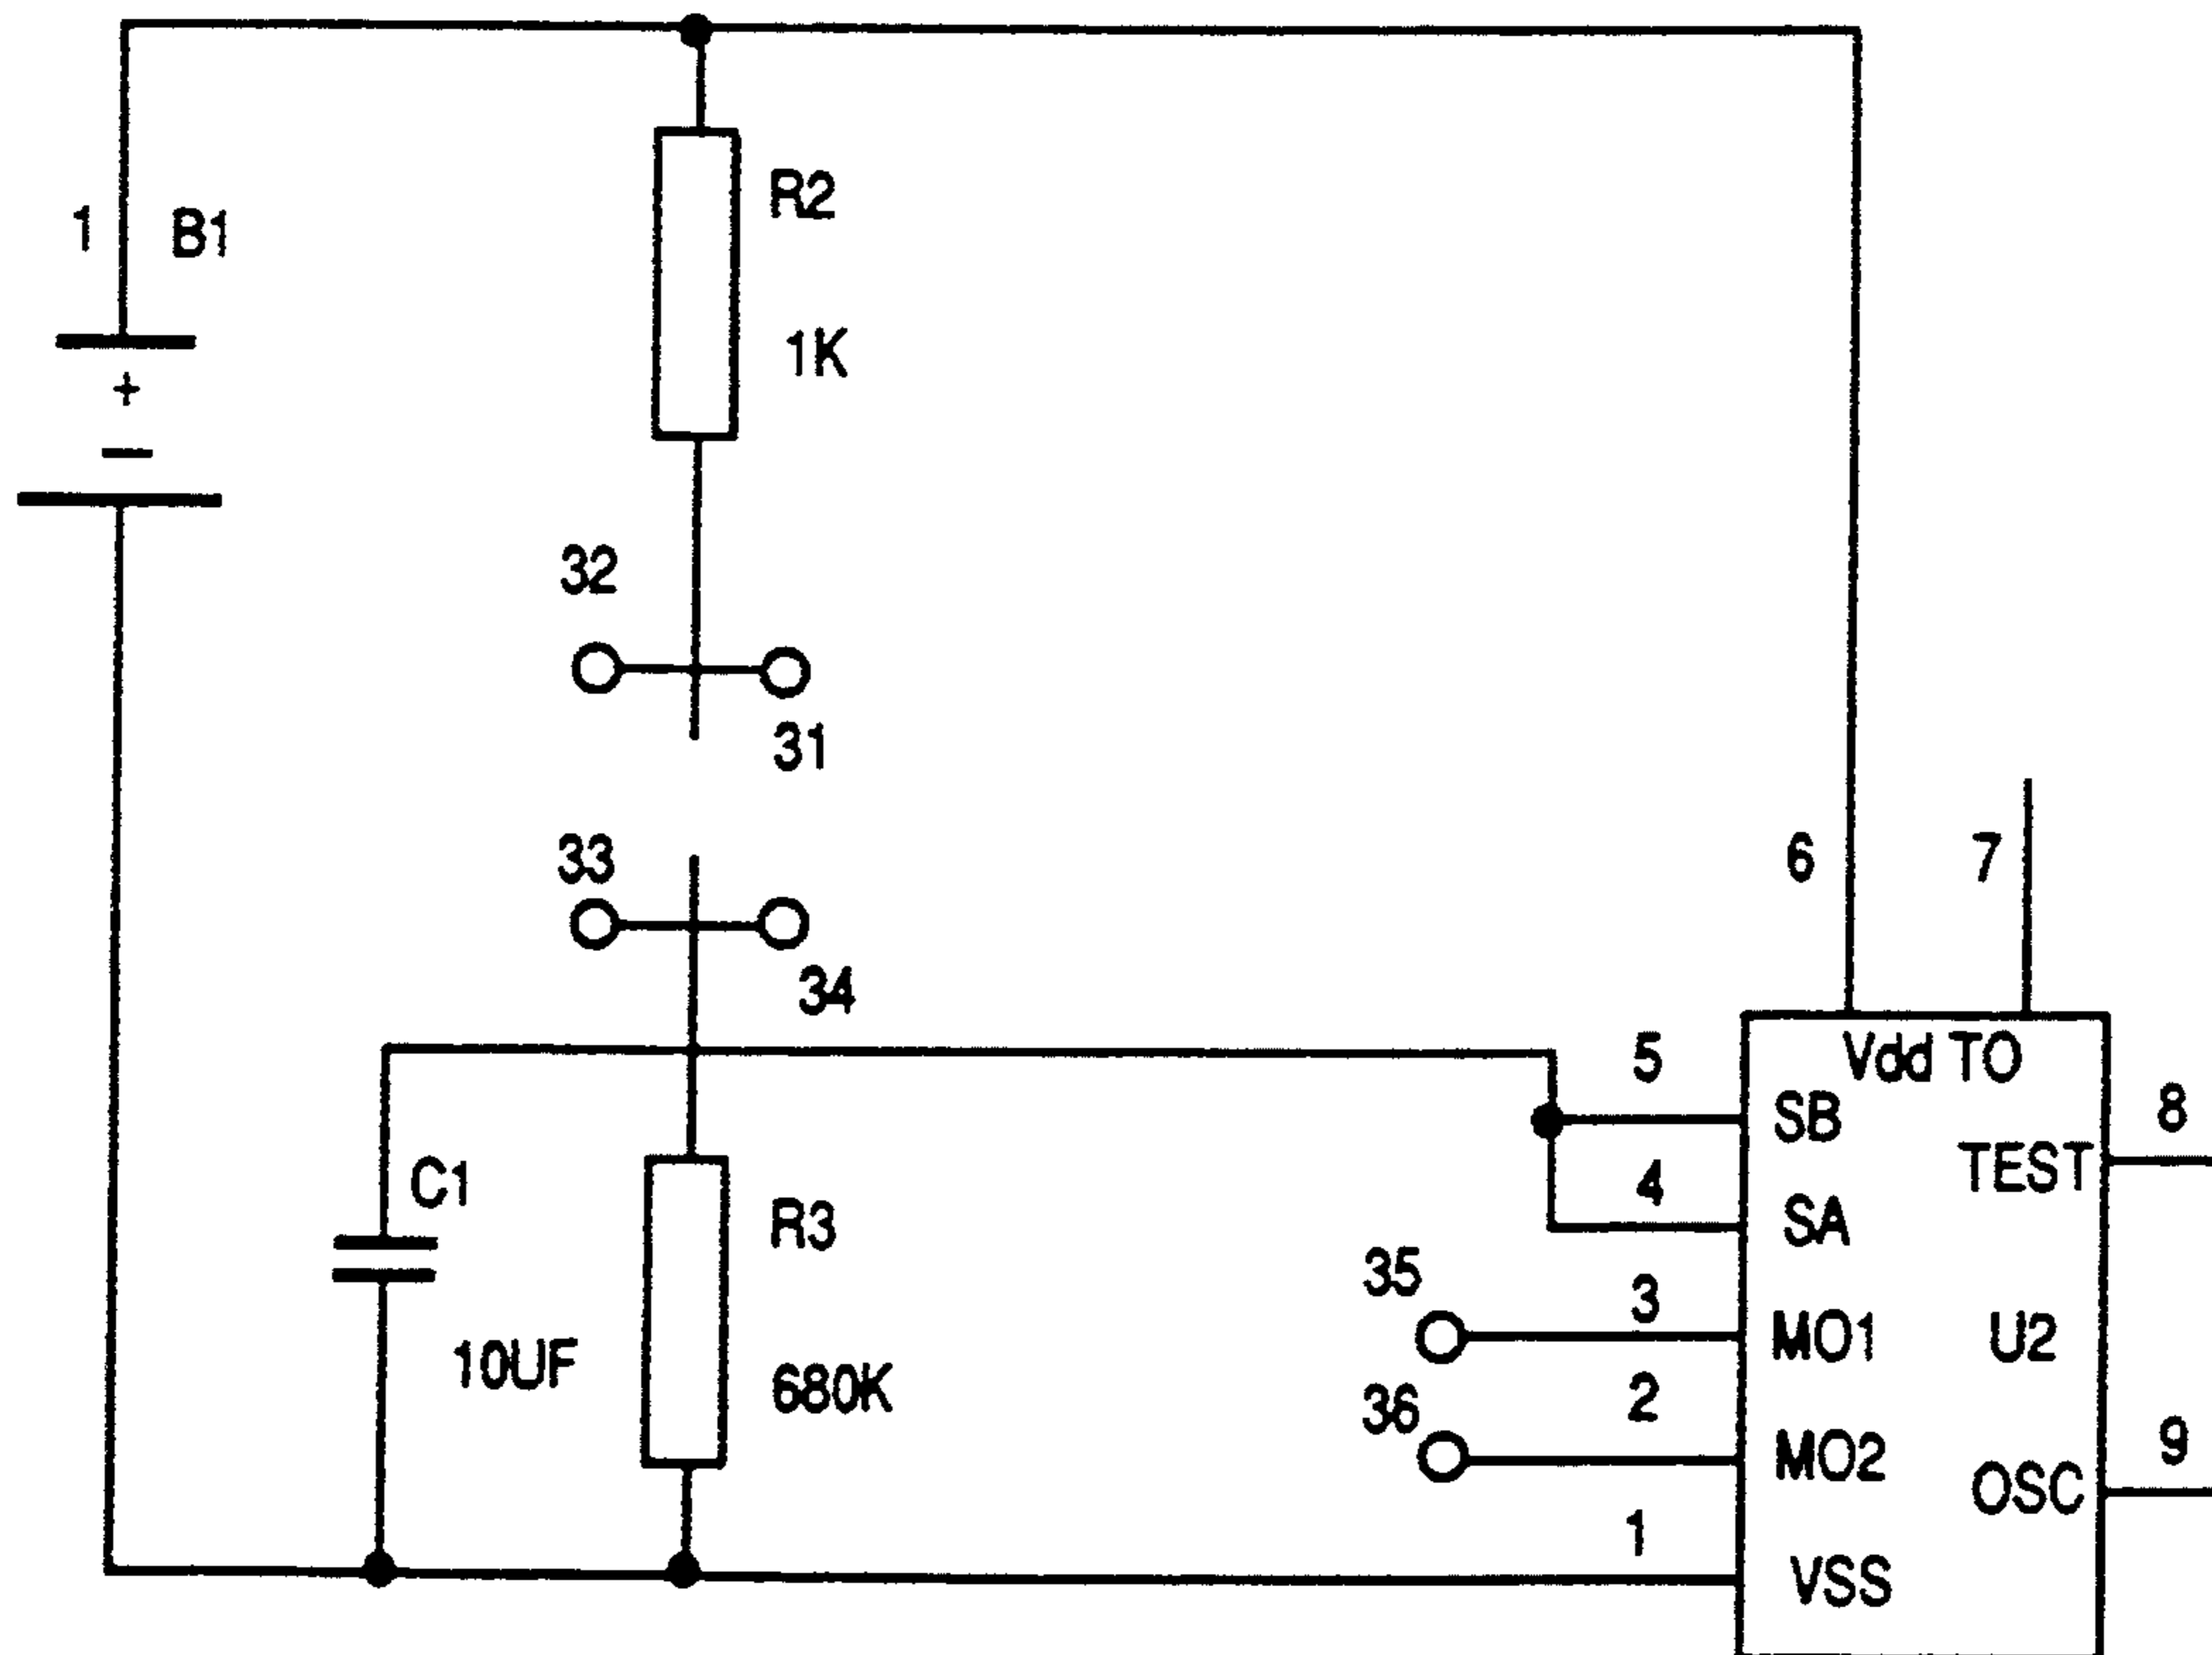 R2
1 B1
1K
+
−
32
31
33
6 7
34
5 Vdd TO
SB 8
TEST
4
C1 SA
R3
35
3
MO1 U2
10UF
680K
36 2
9
MO2
OSC
1
VSS